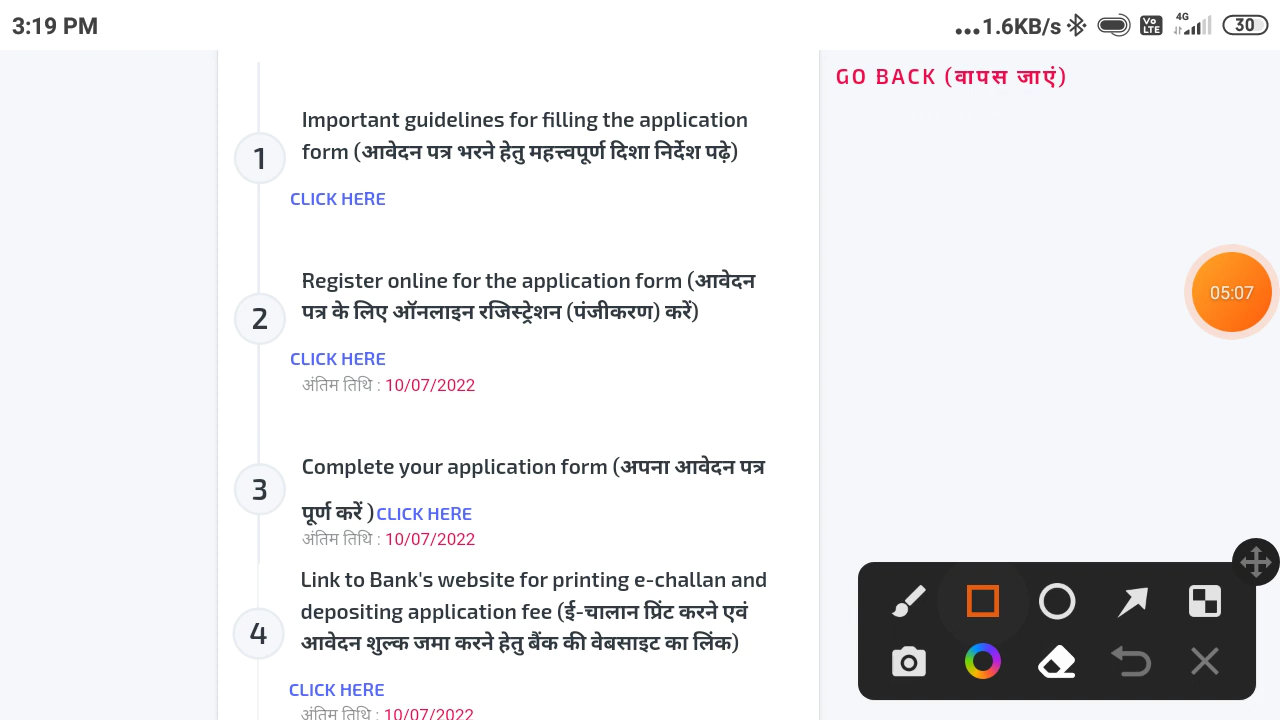 3:19 PM
...1.6KB/s
Vo LTE
4G
30
GO BACK (वापस जाएं)
1
Important guidelines for filling the application
form (आवेदन पत्र भरने हेतु महत्त्वपूर्ण दिशा निर्देश पढ़े)
CLICK HERE
2
Register online for the application form (आवेदन
पत्र के लिए ऑनलाइन रजिस्ट्रेशन (पंजीकरण) करें)
CLICK HERE
अंतिम तिथि : 10/07/2022
05:07
3
Complete your application form (अपना आवेदन पत्र
पूर्ण करें )CLICK HERE
अंतिम तिथि : 10/07/2022
4
Link to Bank's website for printing e-challan and
depositing application fee (ई-चालान प्रिंट करने एवं
आवेदन शुल्क जमा करने हेतु बैंक की वेबसाइट का लिंक)
CLICK HERE
अंतिम तिथि : 10/07/2022